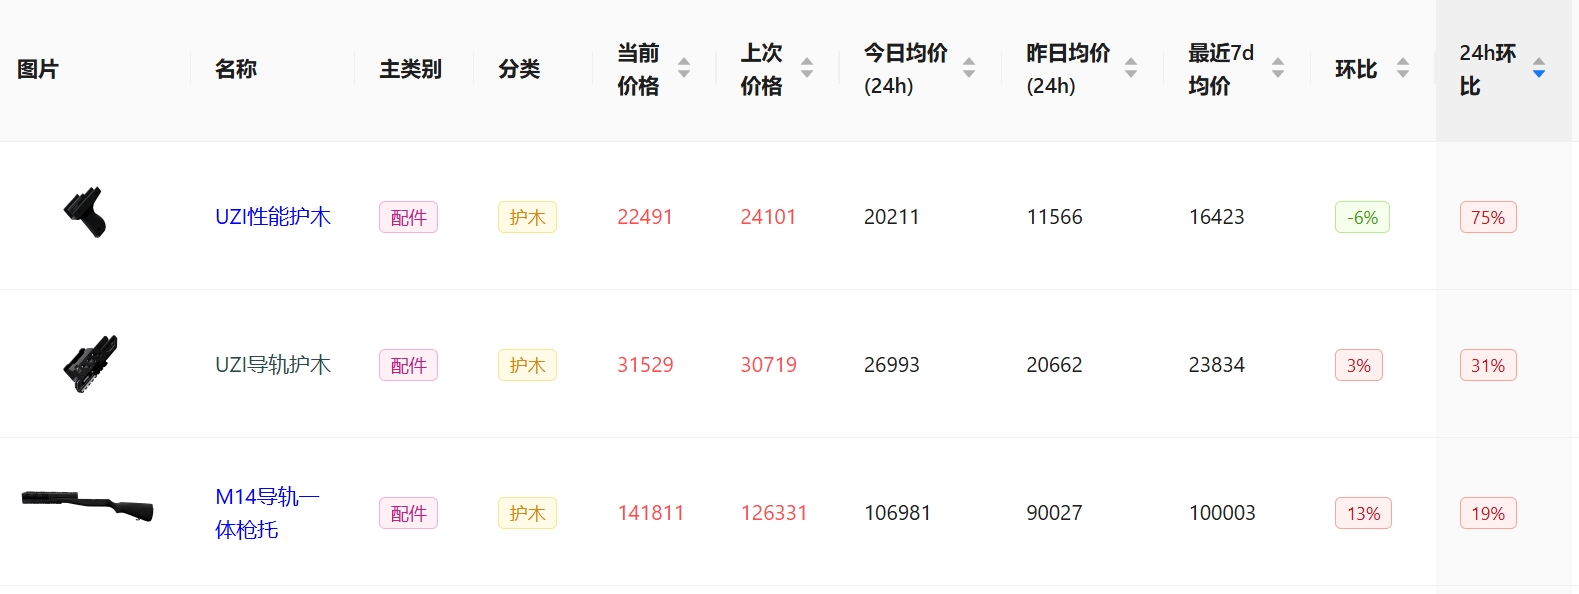 图片 名称 主类别 分类 当前价格 上次价格 今日均价(24h) 昨日均价(24h) 最近7d均价 环比 24h环比
UZI性能护木 配件 护木 22491 24101 20211 11566 16423 -6% 75%
UZI导轨护木 配件 护木 31529 30719 26993 20662 23834 3% 31%
M14导轨一体枪托 配件 护木 141811 126331 106981 90027 100003 13% 19%